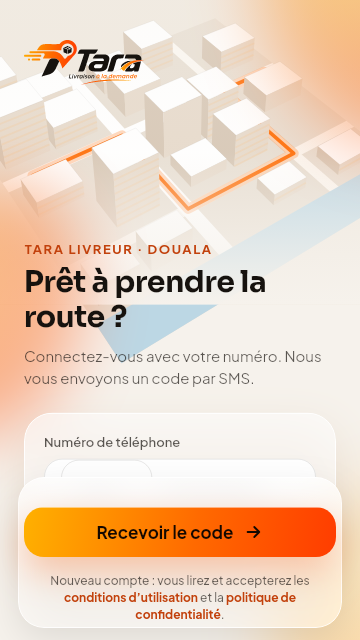 Tara
Livraison à la demande
TARA LIVREUR · DOUALA
Prêt à prendre la
route ?
Connectez-vous avec votre numéro. Nous
vous envoyons un code par SMS.
Numéro de téléphone
Recevoir le code →
Nouveau compte : vous lirez et accepterez les
conditions d’utilisation et la politique de
confidentialité.